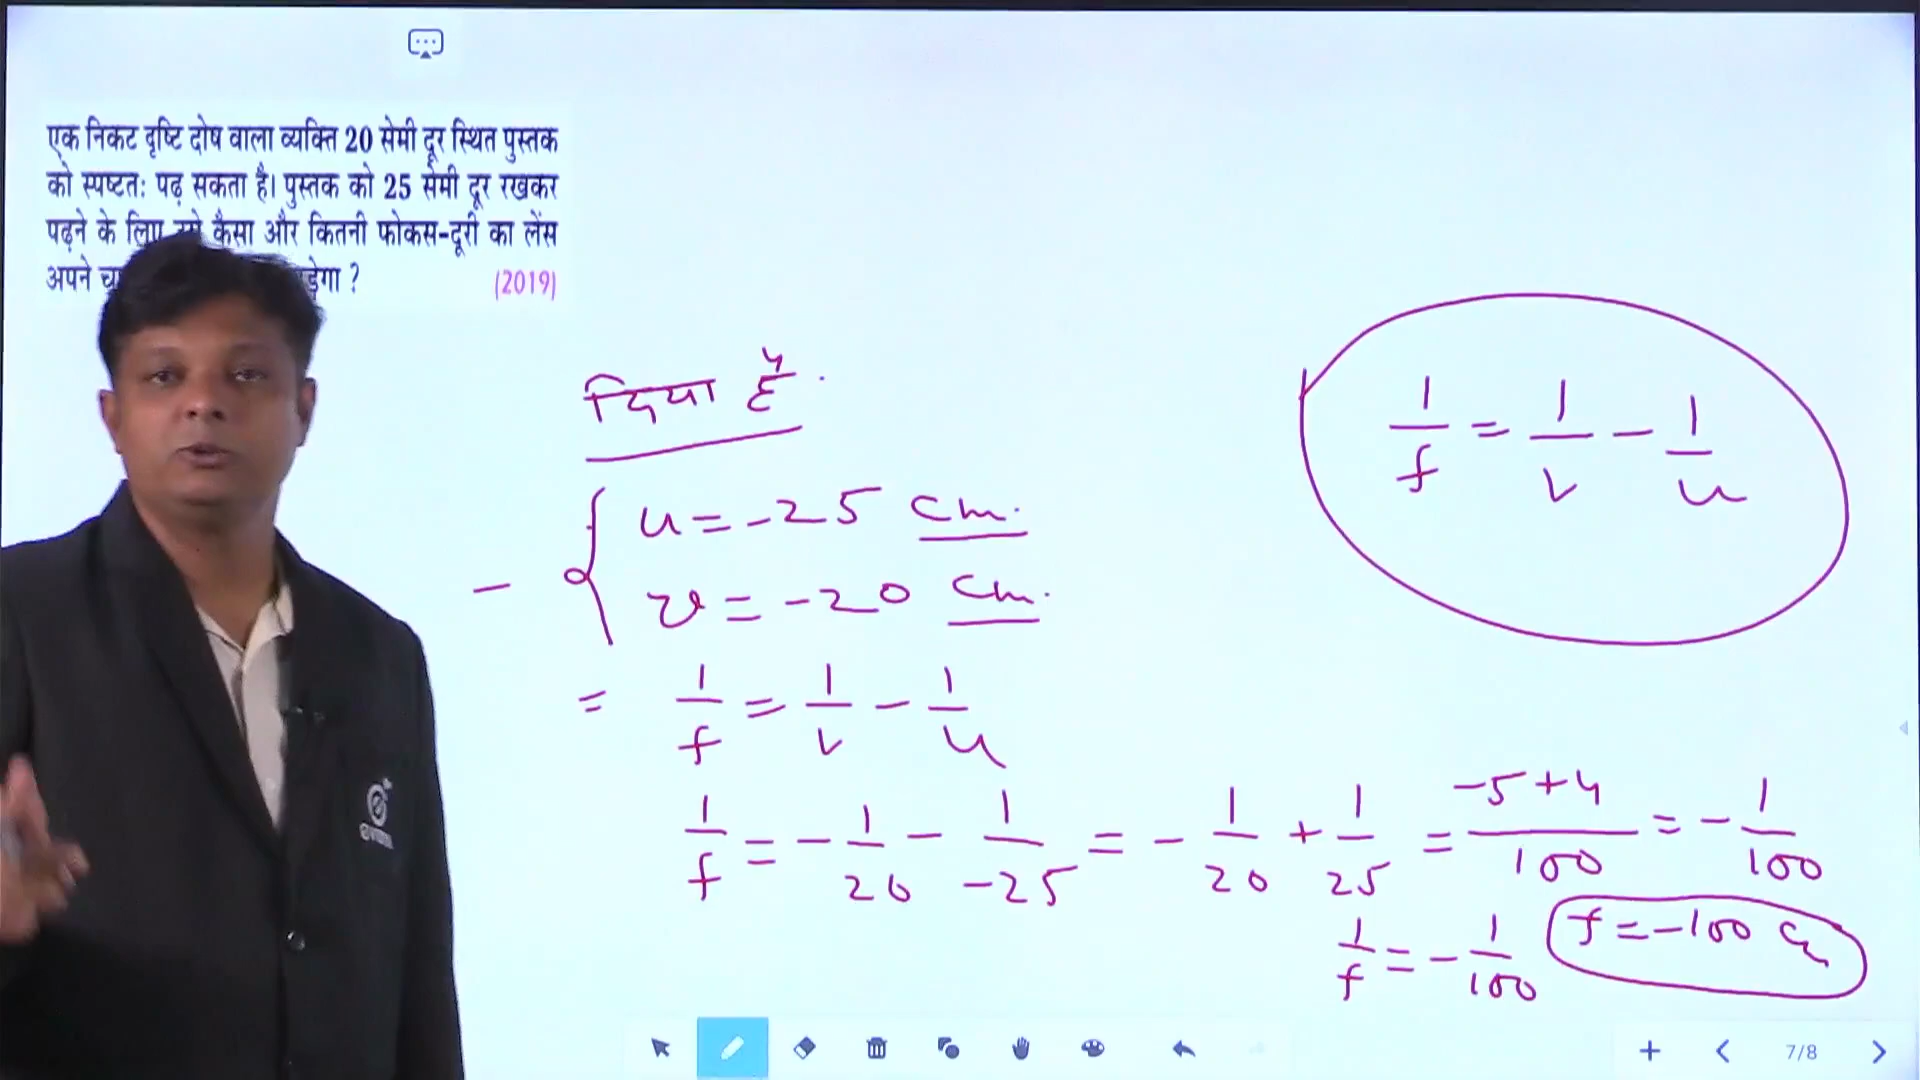 एक निकट दृष्टि दोष वाला व्यक्ति 20 सेमी दूर स्थित पुस्तक
को स्पष्टतः पढ़ सकता है। पुस्तक को 25 सेमी दूर रखकर
पढ़ने के लिए कैसा और कितनी फोकस-दूरी का लेंस
अपने ? (2019)
दिया है
u = -25 cm.
v = -20 cm.
1/f = 1/v - 1/u
= 1/f = 1/v - 1/u
1/f = -1/20 - 1/-25 = -1/20 + 1/25 = -5+4/100 = -1/100
1/f = -1/100 f = -100 cm
7/8